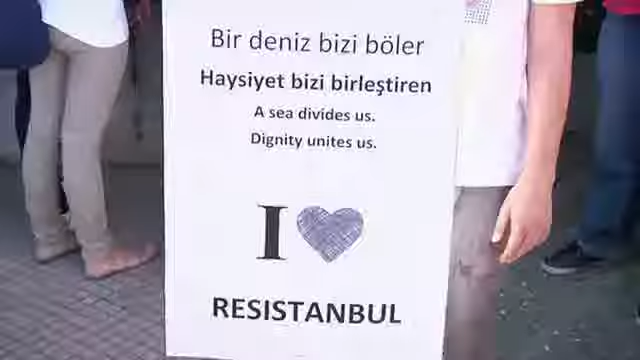 Bir deniz bizi böler
Haysiyet bizi birleştiren
A sea divides us.
Dignity unites us.
I
RESISTANBUL